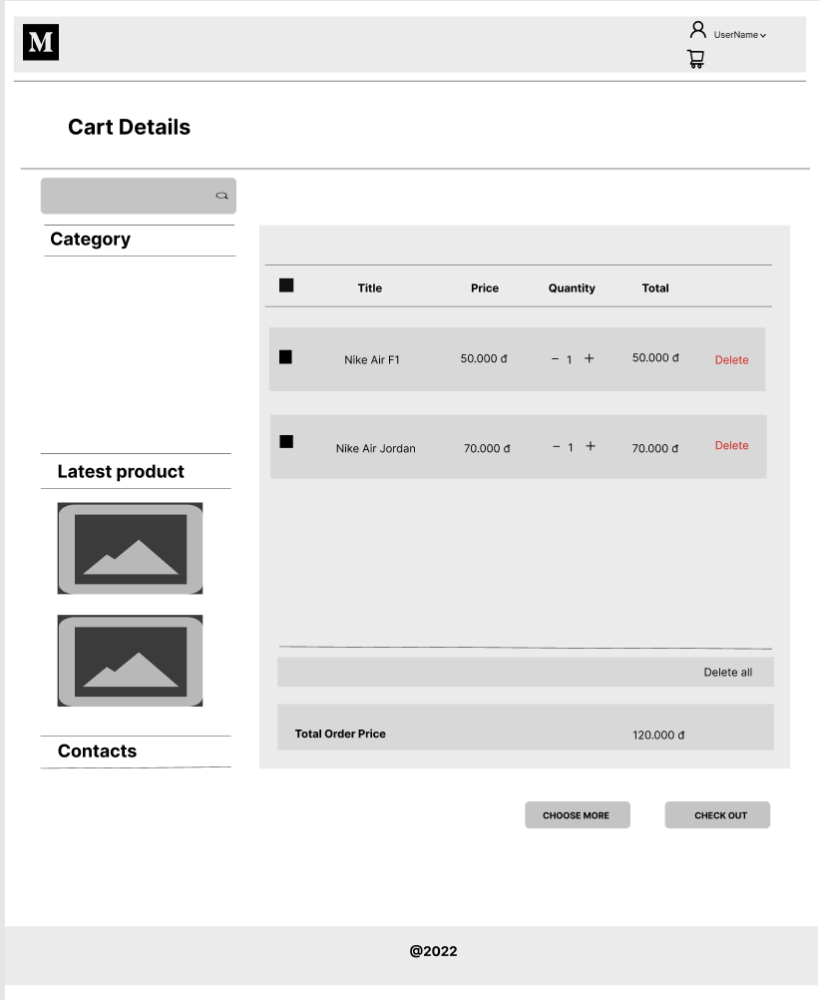 M
UserName
Cart Details
Category
Title Price Quantity Total
Nike Air F1 50.000 đ − 1 + 50.000 đ Delete
Nike Air Jordan 70.000 đ − 1 + 70.000 đ Delete
Latest product
Delete all
Total Order Price 120.000 đ
Contacts
CHOOSE MORE CHECK OUT
@2022